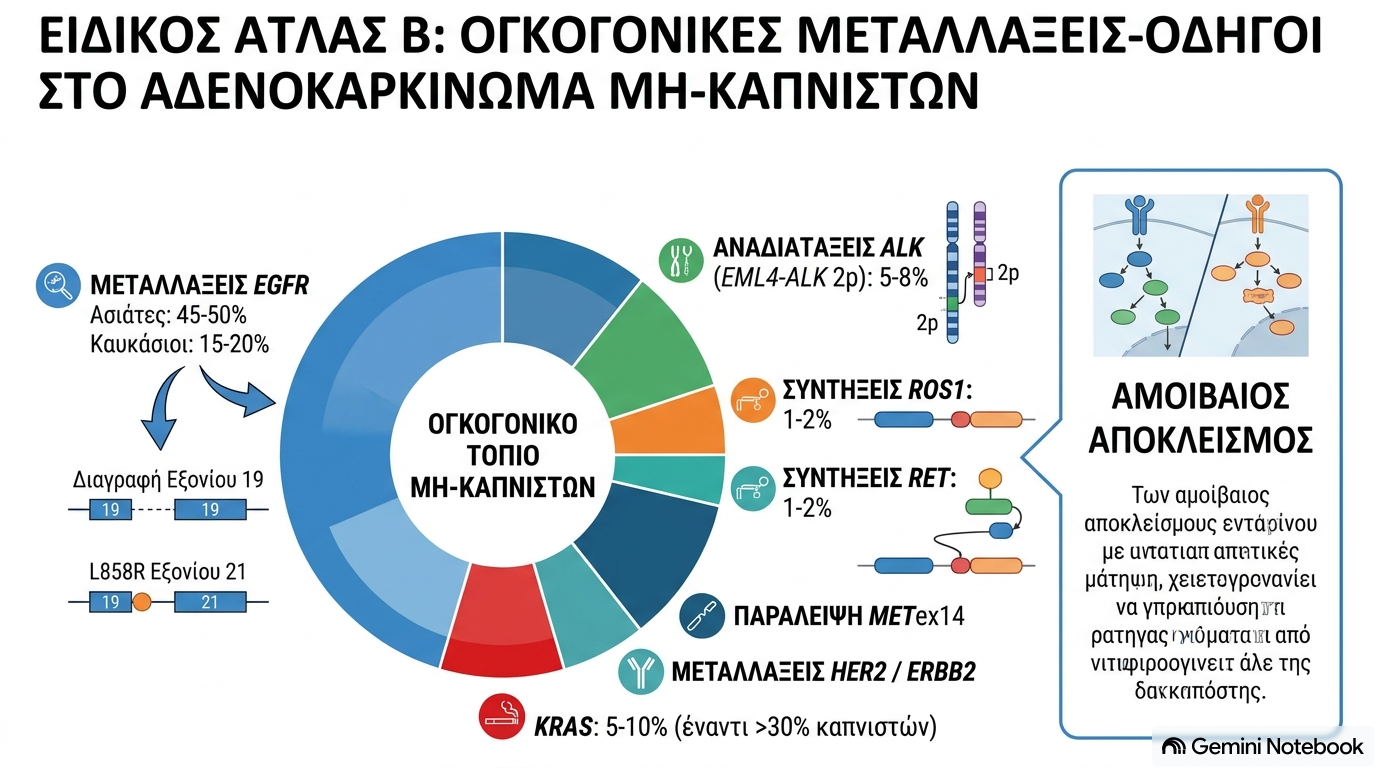 ΕΙΔΙΚΟΣ ΑΤΛΑΣ Β: ΟΓΚΟΓΟΝΙΚΕΣ ΜΕΤΑΛΛΑΞΕΙΣ-ΟΔΗΓΟΙ
ΣΤΟ ΑΔΕΝΟΚΑΡΚΙΝΩΜΑ ΜΗ-ΚΑΠΝΙΣΤΩΝ
ΜΕΤΑΛΛΑΞΕΙΣ EGFR
Ασιάτες: 45-50%
Καυκάσιοι: 15-20%
Διαγραφή Εξονίου 19
19 19
L858R Εξονίου 21
19 21
ΟΓΚΟΓΟΝΙΚΟ
ΤΟΠΙΟ
ΜΗ-ΚΑΠΝΙΣΤΩΝ
ΑΝΑΔΙΑΤΑΞΕΙΣ ALK
(EML4-ALK 2p): 5-8%
2p
2p
ΣΥΝΤΗΞΕΙΣ ROS1:
1-2%
ΣΥΝΤΗΞΕΙΣ RET:
1-2%
ΠΑΡΑΛΕΙΨΗ METex14
ΜΕΤΑΛΛΑΞΕΙΣ HER2 / ERBB2
KRAS: 5-10% (έναντι >30% καπνιστών)
ΑΜΟΙΒΑΙΟΣ
ΑΠΟΚΛΕΙΣΜΟΣ
Των αμοίβαιος
αποκλείσμους
με
να
από
άλε της
Gemini Notebook